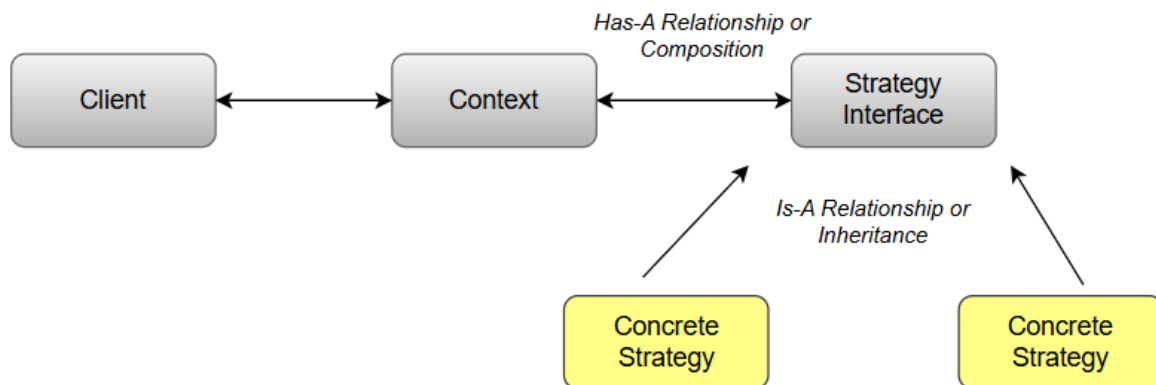 Has-A Relationship or
Composition
Client
Context
Strategy
Interface
Is-A Relationship or
Inheritance
Concrete
Strategy
Concrete
Strategy